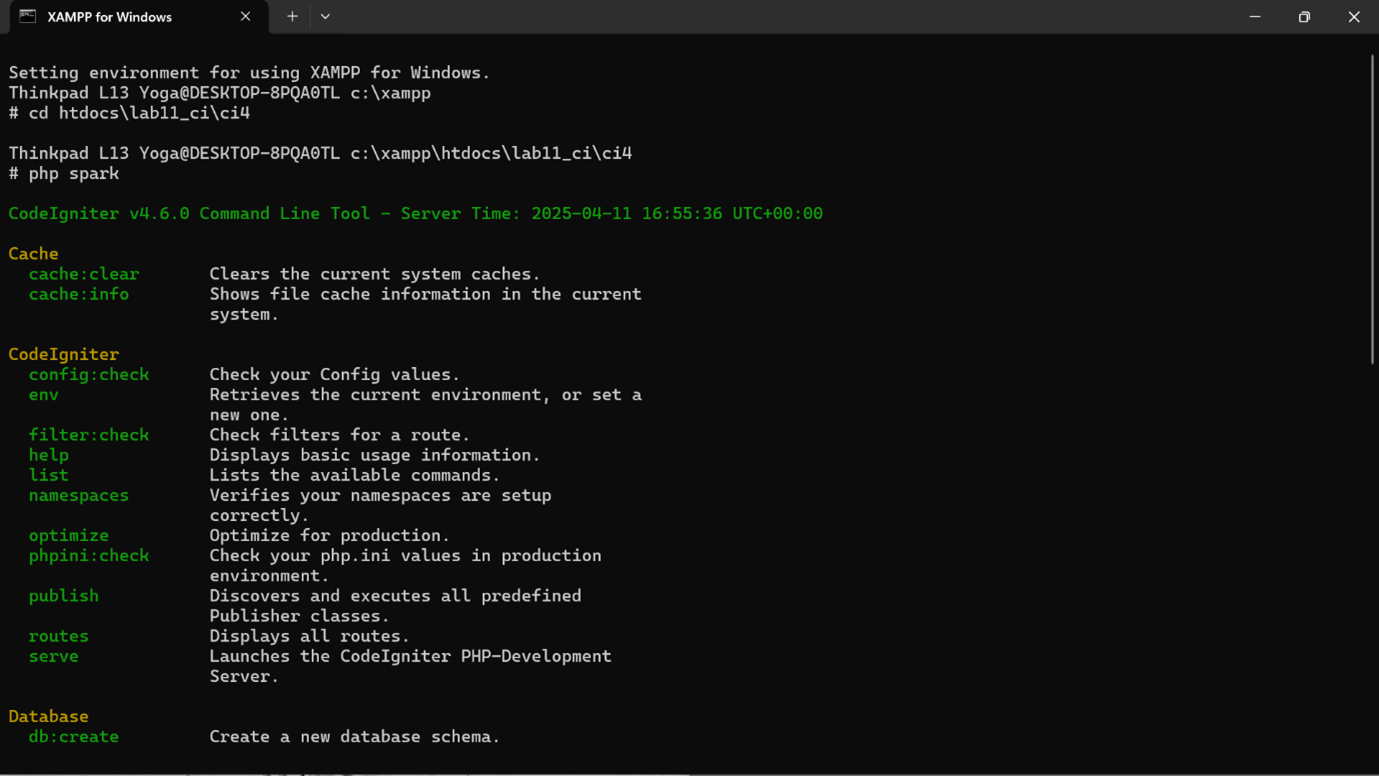 XAMPP for Windows
Setting environment for using XAMPP for Windows.
Thinkpad L13 Yoga@DESKTOP-8PQA0TL c:\xampp
# cd htdocs\lab11_ci\ci4
Thinkpad L13 Yoga@DESKTOP-8PQA0TL c:\xampp\htdocs\lab11_ci\ci4
# php spark
CodeIgniter v4.6.0 Command Line Tool - Server Time: 2025-04-11 16:55:36 UTC+00:00
Cache
cache:clear Clears the current system caches.
cache:info Shows file cache information in the current
system.
CodeIgniter
config:check Check your Config values.
env Retrieves the current environment, or set a
new one.
filter:check Check filters for a route.
help Displays basic usage information.
list Lists the available commands.
namespaces Verifies your namespaces are setup
correctly.
optimize Optimize for production.
phpini:check Check your php.ini values in production
environment.
publish Discovers and executes all predefined
Publisher classes.
routes Displays all routes.
serve Launches the CodeIgniter PHP-Development
Server.
Database
db:create Create a new database schema.